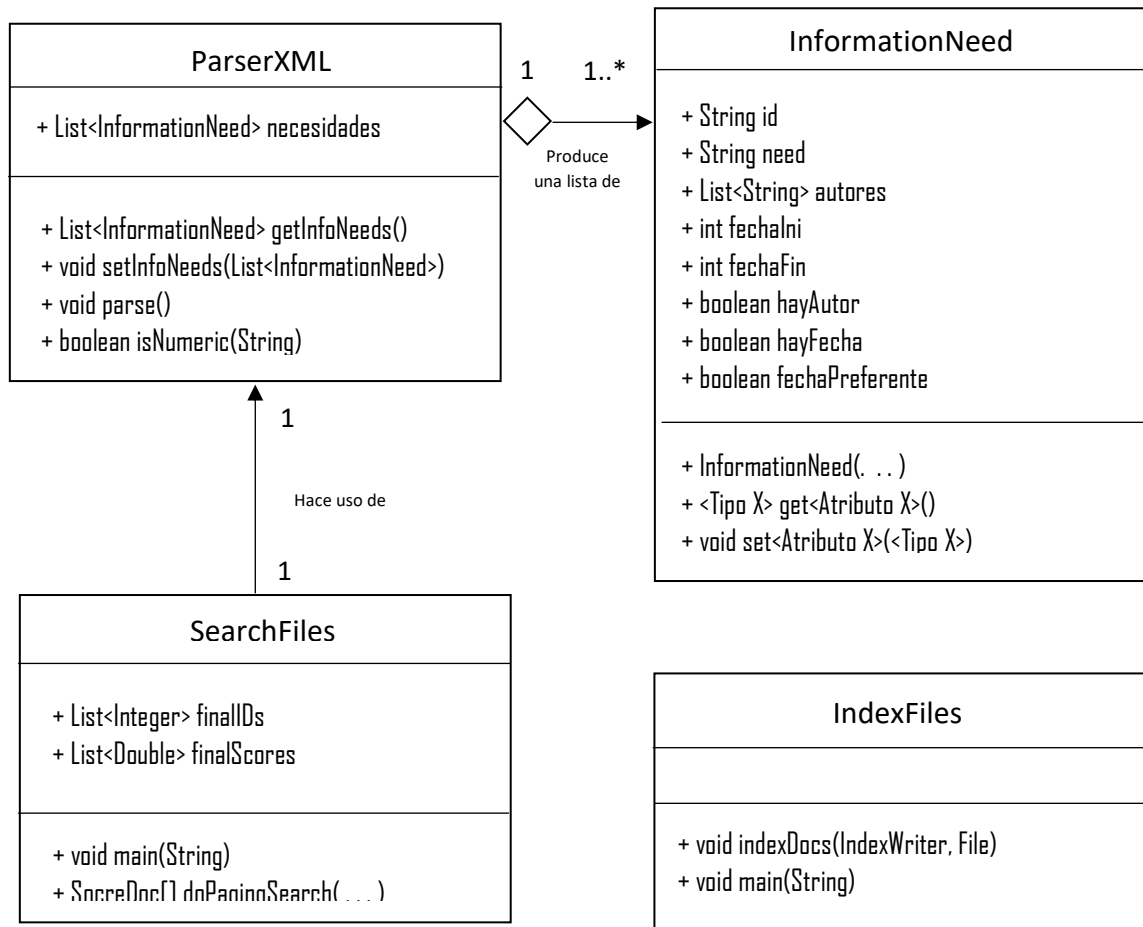 ParserXML
+ List<InformationNeed> necesidades
+ List<InformationNeed> getInfoNeeds()
+ void setInfoNeeds(List<InformationNeed>)
+ void parse()
+ boolean isNumeric(String)
1 1..*
Produce
una lista de
InformationNeed
+ String id
+ String need
+ List<String> autores
+ int fechaIni
+ int fechaFin
+ boolean hayAutor
+ boolean hayFecha
+ boolean fechaPreferente
+ InformationNeed(. . . )
+ <Tipo X> get<Atributo X>()
+ void set<Atributo X>(<Tipo X>)
1
Hace uso de
1
SearchFiles
+ List<Integer> finalIDs
+ List<Double> finalScores
+ void main(String)
+ SocreDoc[] doPagingSearch( . . . )
IndexFiles
+ void indexDocs(IndexWriter, File)
+ void main(String)